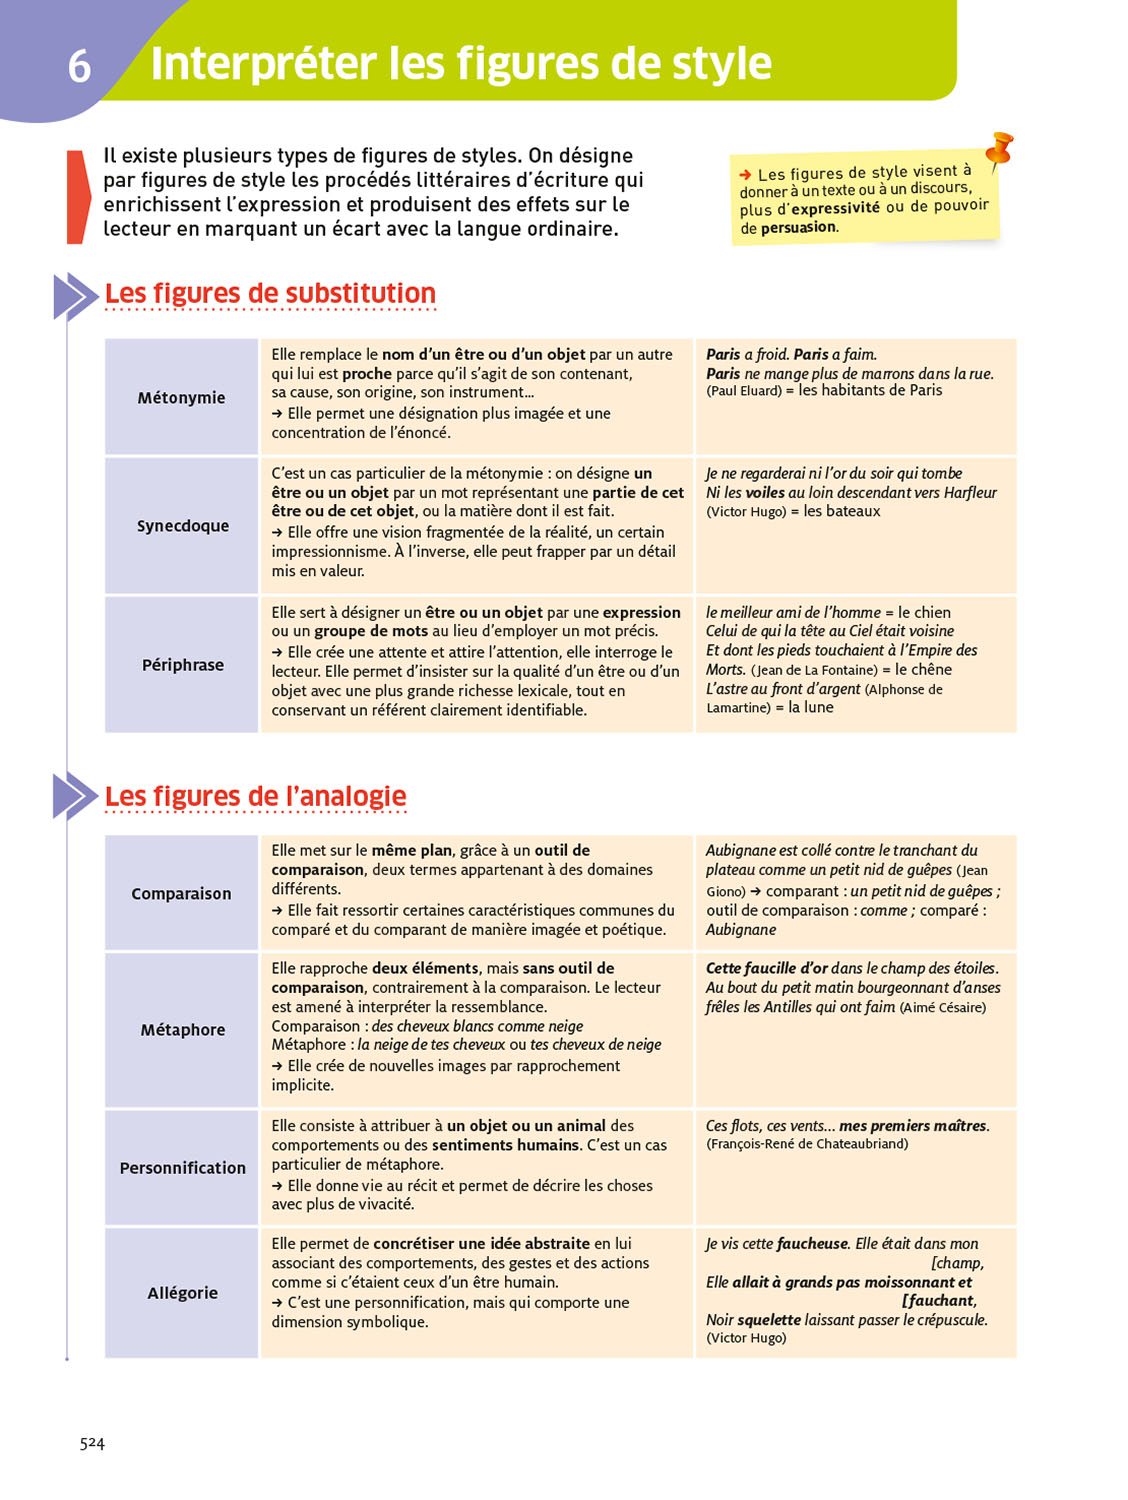 6
Interpréter les figures de style
Il existe plusieurs types de figures de styles. On désigne
par figures de style les procédés littéraires d'écriture qui
enrichissent l'expression et produisent des effets sur le
lecteur en marquant un écart avec la langue ordinaire.
→ Les figures de style visent à
donner à un texte ou à un discours,
plus d'expressivité ou de pouvoir
de persuasion.
Les figures de substitution
Métonymie
Elle remplace le nom d'un être ou d'un objet par un autre
qui lui est proche parce qu'il s'agit de son contenant,
sa cause, son origine, son instrument…
→ Elle permet une désignation plus imagée et une
concentration de l'énoncé.
Paris a froid. Paris a faim.
Paris ne mange plus de marrons dans la rue.
(Paul Eluard) = les habitants de Paris
Synecdoque
C'est un cas particulier de la métonymie : on désigne un
être ou un objet par un mot représentant une partie de cet
être ou de cet objet, ou la matière dont il est fait.
→ Elle offre une vision fragmentée de la réalité, un certain
impressionnisme. À l'inverse, elle peut frapper par un détail
mis en valeur.
Je ne regarderai ni l'or du soir qui tombe
Ni les voiles au loin descendant vers Harfleur
(Victor Hugo) = les bateaux
Périphrase
Elle sert à désigner un être ou un objet par une expression
ou un groupe de mots au lieu d'employer un mot précis.
→ Elle crée une attente et attire l'attention, elle interroge le
lecteur. Elle permet d'insister sur la qualité d'un être ou d'un
objet avec une plus grande richesse lexicale, tout en
conservant un référent clairement identifiable.
le meilleur ami de l'homme = le chien
Celui de qui la tête au Ciel était voisine
Et dont les pieds touchaient à l'Empire des
Morts. (Jean de La Fontaine) = le chêne
L'astre au front d'argent (Alphonse de
Lamartine) = la lune
Les figures de l'analogie
Comparaison
Elle met sur le même plan, grâce à un outil de
comparaison, deux termes appartenant à des domaines
différents.
→ Elle fait ressortir certaines caractéristiques communes du
comparé et du comparant de manière imagée et poétique.
Aubignane est collé contre le tranchant du
plateau comme un petit nid de guêpes (Jean
Giono) → comparant : un petit nid de guêpes ;
outil de comparaison : comme ; comparé :
Aubignane
Métaphore
Elle rapproche deux éléments, mais sans outil de
comparaison, contrairement à la comparaison. Le lecteur
est amené à interpréter la ressemblance.
Comparaison : des cheveux blancs comme neige
Métaphore : la neige de tes cheveux ou tes cheveux de neige
→ Elle crée de nouvelles images par rapprochement
implicite.
Cette faucille d'or dans le champ des étoiles.
Au bout du petit matin bourgeonnant d'anses
frêles les Antilles qui ont faim (Aimé Césaire)
Personnification
Elle consiste à attribuer à un objet ou un animal des
comportements ou des sentiments humains. C'est un cas
particulier de métaphore.
→ Elle donne vie au récit et permet de décrire les choses
avec plus de vivacité.
Ces flots, ces vents… mes premiers maîtres.
(François-René de Chateaubriand)
Allégorie
Elle permet de concrétiser une idée abstraite en lui
associant des comportements, des gestes et des actions
comme si c'étaient ceux d'un être humain.
→ C'est une personnification, mais qui comporte une
dimension symbolique.
Je vis cette faucheuse. Elle était dans mon
[champ,
Elle allait à grands pas moissonnant et
[fauchant,
Noir squelette laissant passer le crépuscule.
(Victor Hugo)
524